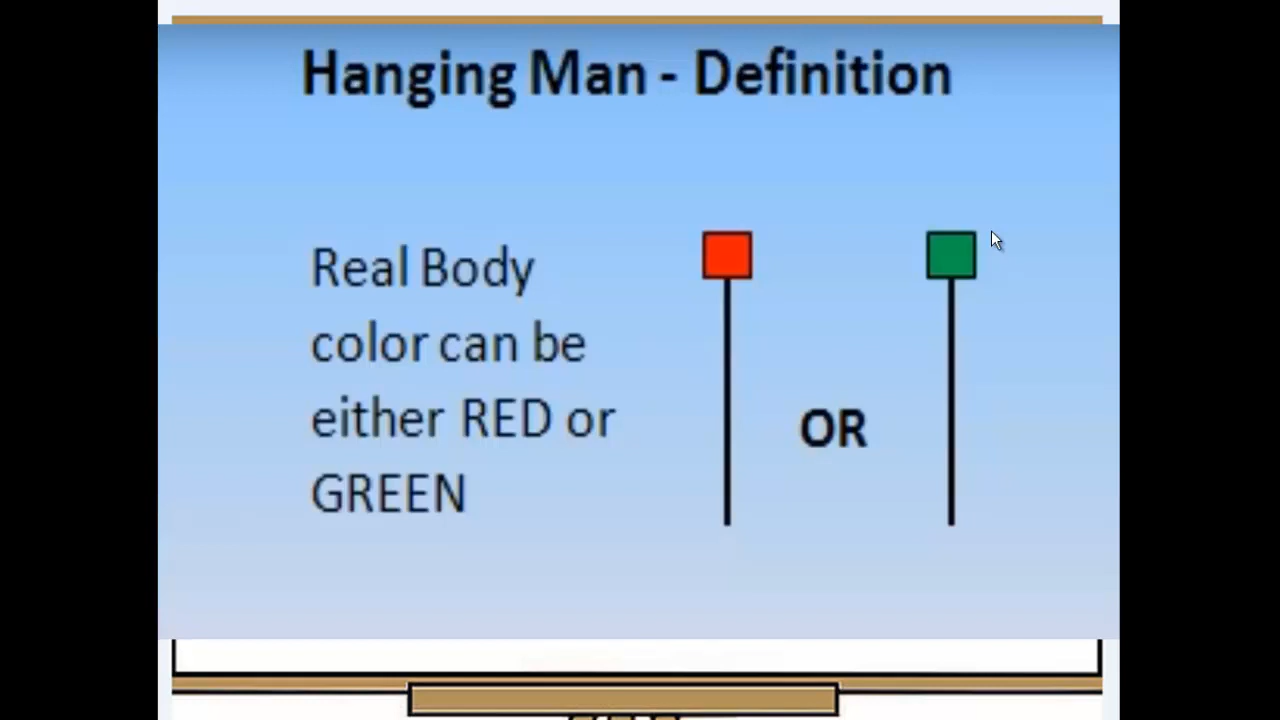 Hanging Man - Definition
Real Body
color can be
either RED or
GREEN
OR